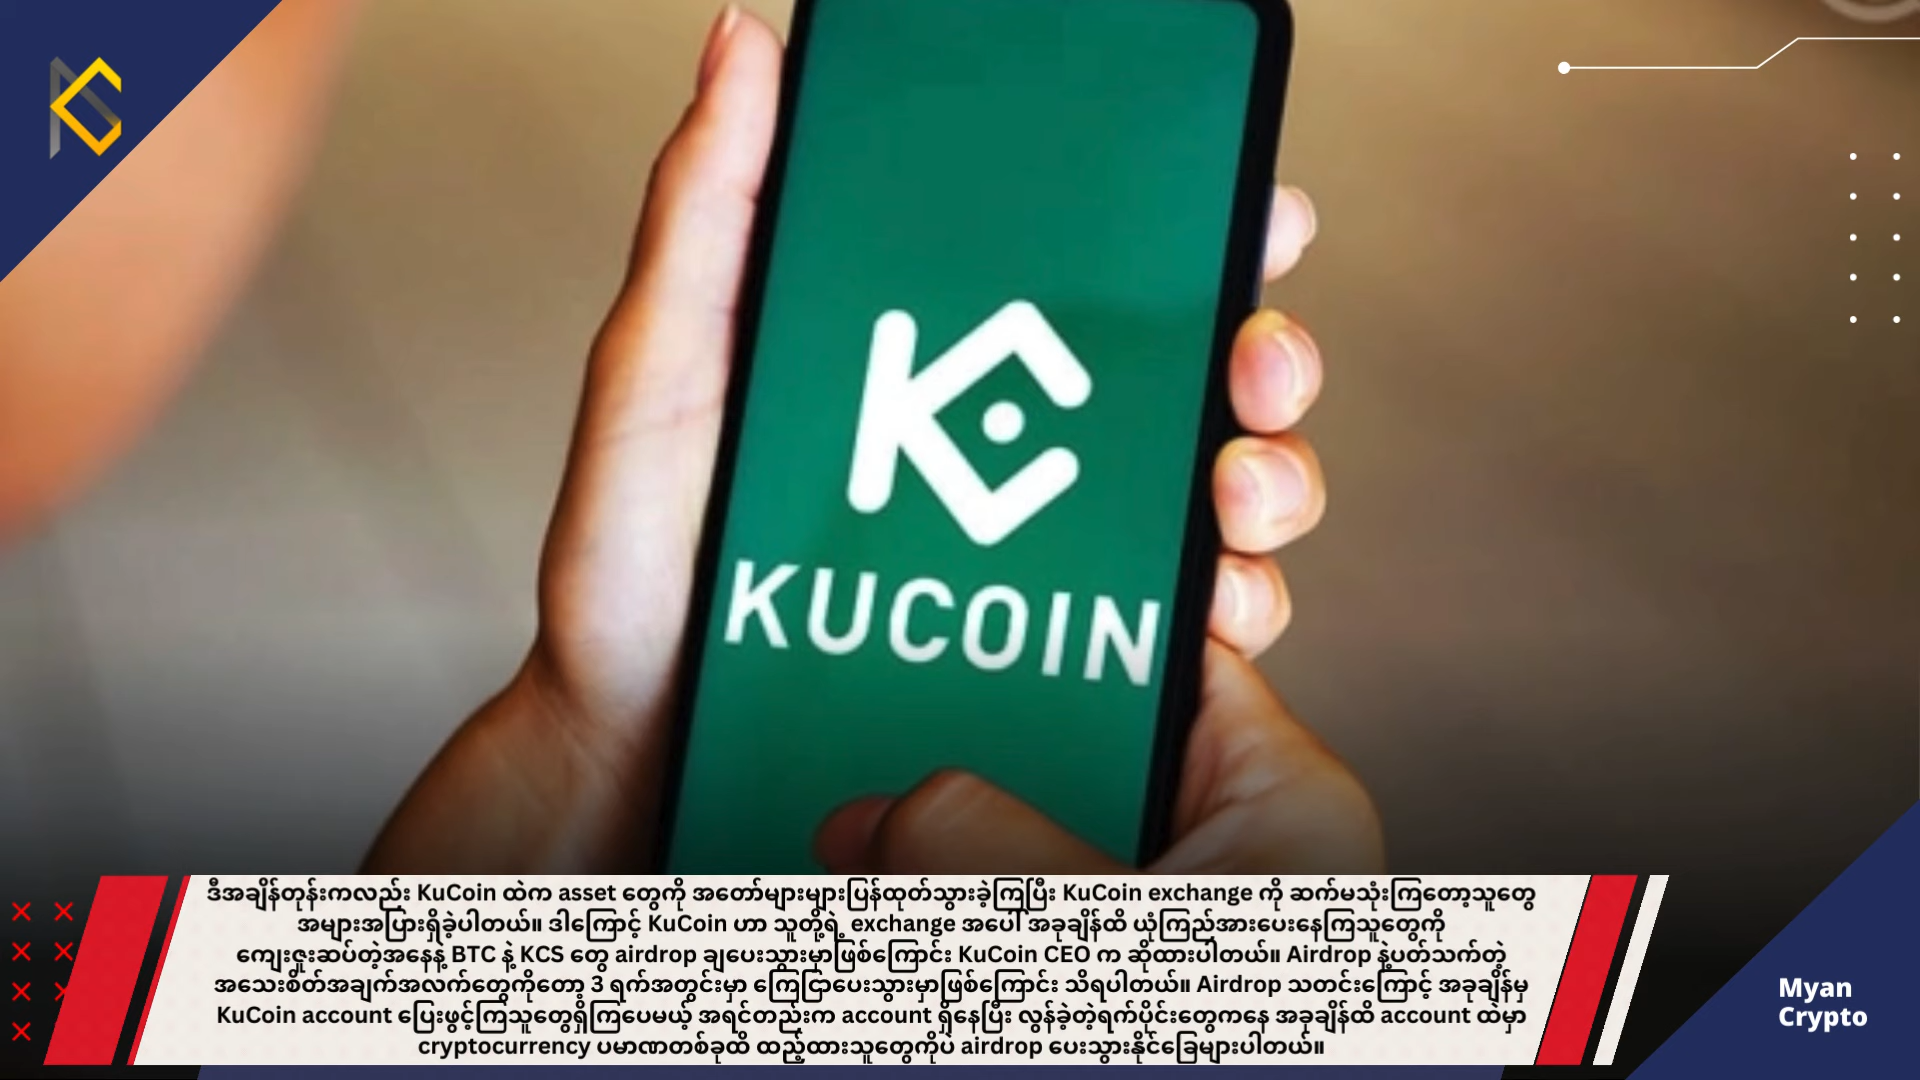 KUCOIN
ဒီအချိန်တုန်းကလည်း KuCoin ထဲက asset တွေကို အတော်များများပြန်ထုတ်သွားခဲ့ကြပြီး KuCoin exchange ကို ဆက်မသုံးကြတော့သူတွေ
အများအပြားရှိခဲ့ပါတယ်။ ဒါကြောင့် KuCoin ဟာ သူတို့ရဲ့ exchange အပေါ် အခုချိန်ထိ ယုံကြည်အားပေးနေကြသူတွေကို
ကျေးဇူးဆပ်တဲ့အနေနဲ့ BTC နဲ့ KCS တွေ airdrop ချပေးသွားမှာဖြစ်ကြောင်း KuCoin CEO က ဆိုထားပါတယ်။ Airdrop နဲ့ပတ်သက်တဲ့
အသေးစိတ်အချက်အလက်တွေကိုတော့ 3 ရက်အတွင်းမှာ ကြေငြာပေးသွားမှာဖြစ်ကြောင်း သိရပါတယ်။ Airdrop သတင်းကြောင့် အခုချိန်မှ
KuCoin account ပြေးဖွင့်ကြသူတွေရှိကြပေမယ့် အရင်တည်းက account ရှိနေပြီး လွန်ခဲ့တဲ့ရက်ပိုင်းတွေကနေ အခုချိန်ထိ account ထဲမှာ
cryptocurrency ပမာဏတစ်ခုထိ ထည့်ထားသူတွေကိုပဲ airdrop ပေးသွားနိုင်ခြေများပါတယ်။
Myan
Crypto